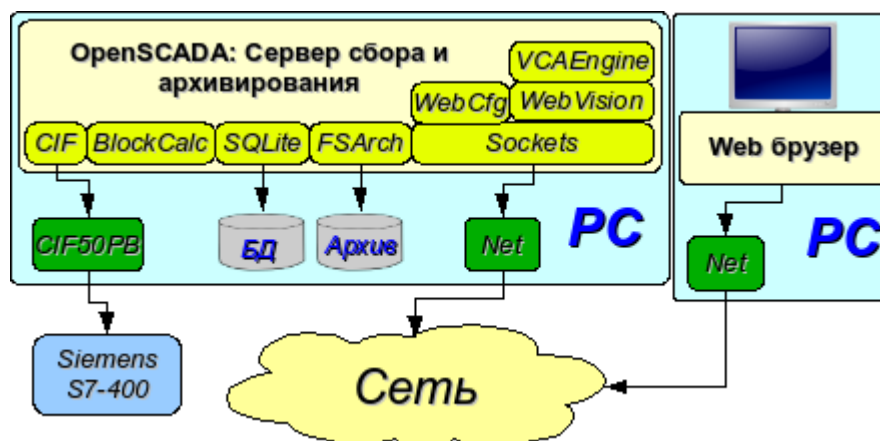 OpenSCADA: Сервер сбора и
архивирования
VCAEngine
WebCfg WebVision
CIF BlockCalc SQLite FSArch Sockets
CIF50PB
БД
Архив
Net
PC
Siemens
S7-400
Сеть
Web брузер
Net
PC